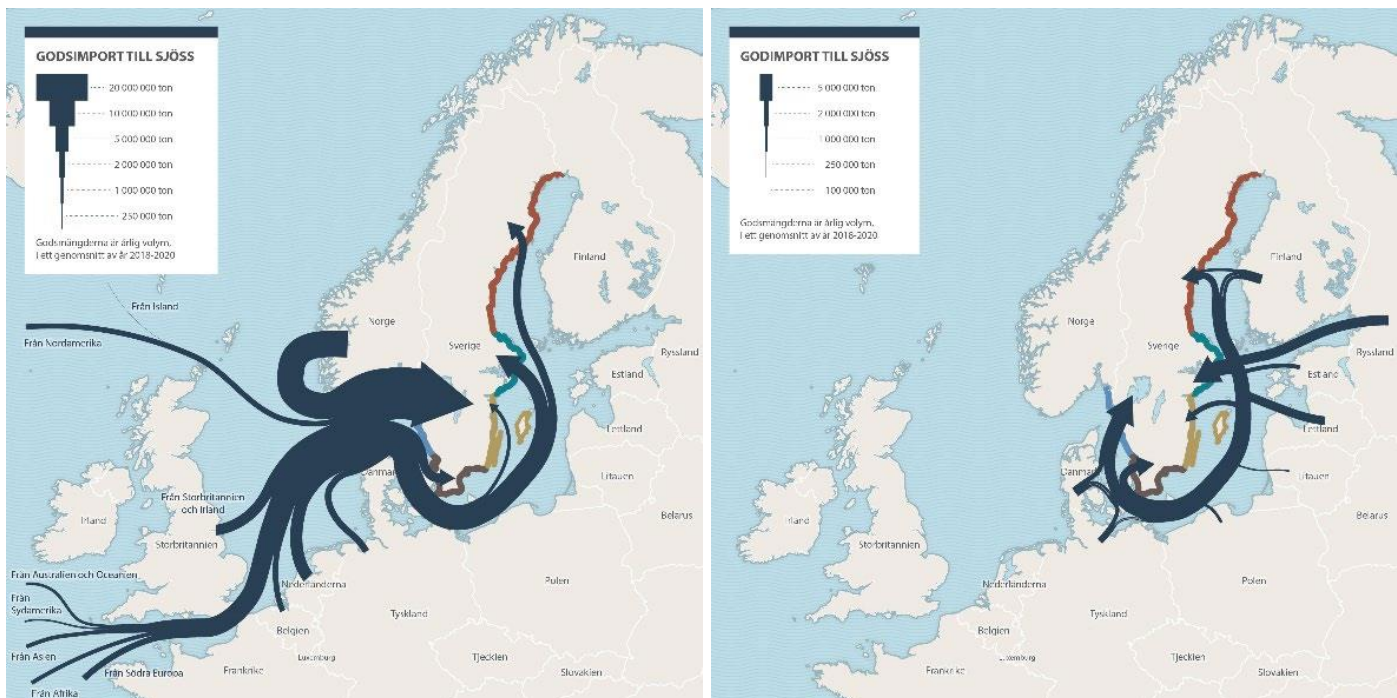 GODSIMPORT TILL SJÖSS
20 000 000 ton
10 000 000 ton
5 000 000 ton
2 000 000 ton
1 000 000 ton
250 000 ton
Godsmängderna är årlig volym,
i ett genomsnitt av år 2018-2020
Från Island
Från Nordamerika
Norge
Sverige
Finland
Ryssland
Estland
Lettland
Litauen
Belarus
Danmark
Från Storbritannien
och Irland
Irland
Storbritannien
Från Australien och Oceanien
Från
Sydamerika
Från Asien
Från Afrika
Från Södra Europa
Nederländerna
Belgien
Luxemburg
Frankrike
Tyskland
Polen
Tjeckien
Slovakien
GODIMPORT TILL SJÖSS
5 000 000 ton
2 000 000 ton
1 000 000 ton
250 000 ton
100 000 ton
Godsmängderna är årlig volym,
i ett genomsnitt av år 2018-2020
Norge
Sverige
Finland
Ryssland
Estland
Lettland
Litauen
Belarus
Danmark
Irland
Storbritannien
Nederländerna
Belgien
Luxemburg
Frankrike
Tyskland
Polen
Tjeckien
Slovakien